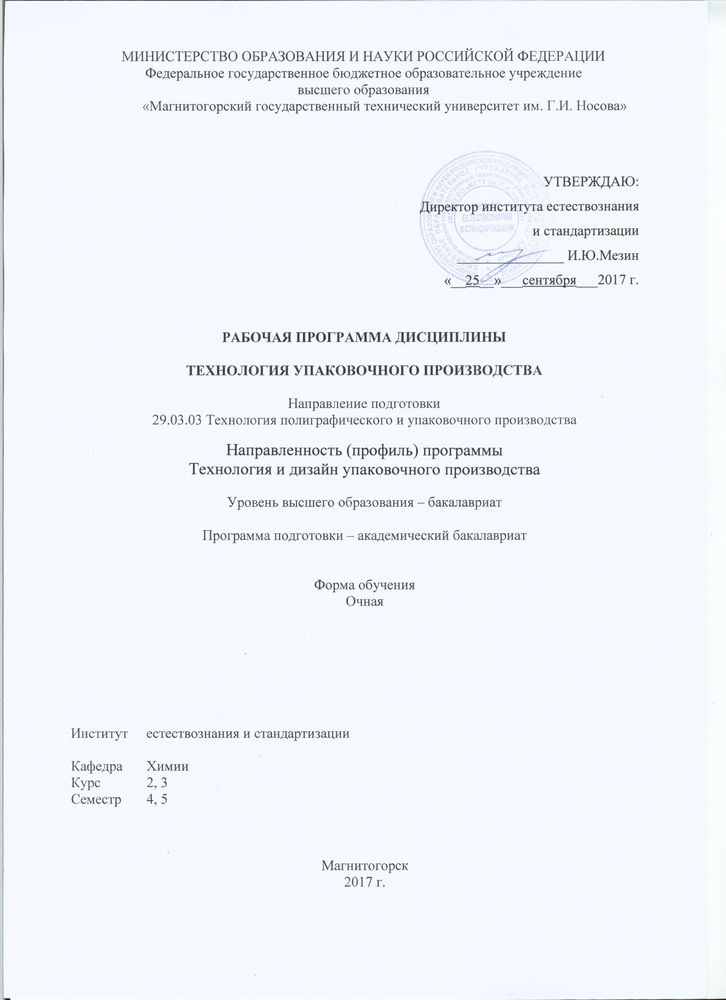 МИНИСТЕРСТВО ОБРАЗОВАНИЯ И НАУКИ РОССИЙСКОЙ ФЕДЕРАЦИИ
Федеральное государственное бюджетное образовательное учреждение
высшего образования
«Магнитогорский государственный технический университет им. Г.И. Носова»
УТВЕРЖДАЮ:
Директор института естествознания
и стандартизации
_______________ И.Ю.Мезин
«__25__»___сентября___2017 г.
ЕСТЕСТВОЗНАНИЯ
И СТАНДАРТИЗАЦИИ
РАБОЧАЯ ПРОГРАММА ДИСЦИПЛИНЫ
ТЕХНОЛОГИЯ УПАКОВОЧНОГО ПРОИЗВОДСТВА
Направление подготовки
29.03.03 Технология полиграфического и упаковочного производства
Направленность (профиль) программы
Технология и дизайн упаковочного производства
Уровень высшего образования – бакалавриат
Программа подготовки – академический бакалавриат
Форма обучения
Очная
Институт естествознания и стандартизации
Кафедра Химии
Курс 2, 3
Семестр 4, 5
Магнитогорск
2017 г.